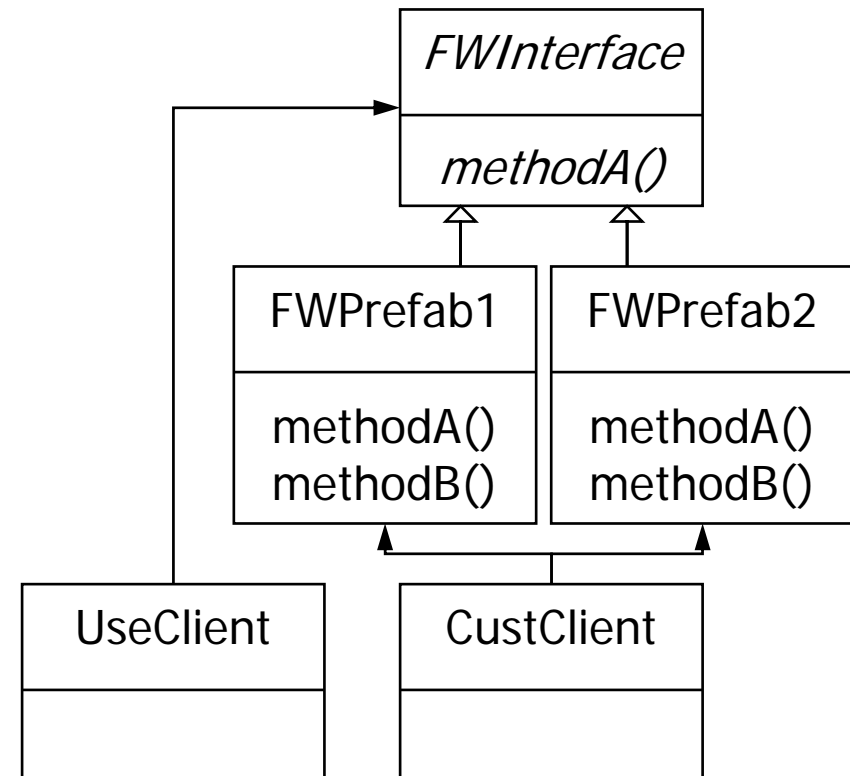 FWInterface
methodA()
FWPrefab1
methodA()
methodB()
FWPrefab2
methodA()
methodB()
UseClient
CustClient